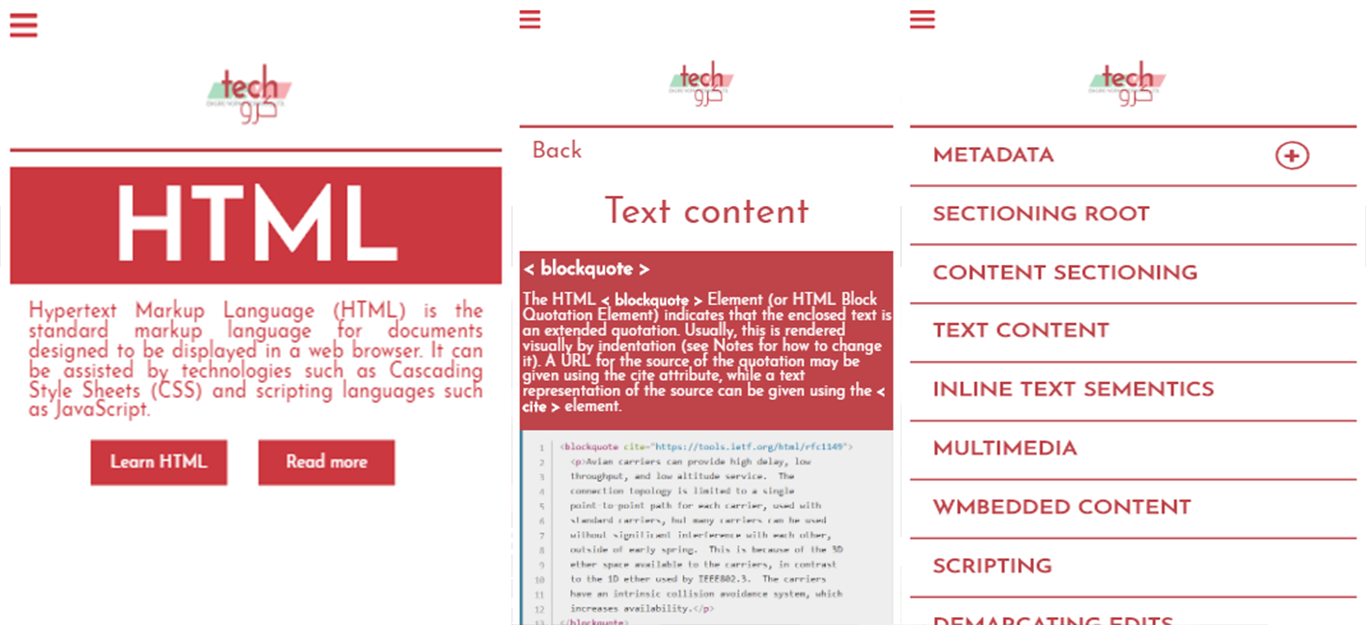 tech
كرو
HTML
Hypertext Markup Language (HTML) is the
standard markup language for documents
designed to be displayed in a web browser. It can
be assisted by technologies such as Cascading
Style Sheets (CSS) and scripting languages such
as JavaScript.
Learn HTML
Read more
tech
كرو
Back
Text content
< blockquote >
The HTML < blockquote > Element (or HTML Block
Quotation Element) indicates that the enclosed text is
an extended quotation. Usually, this is rendered
visually by indentation (see Notes for how to change
it). A URL for the source of the quotation may be
given using the cite attribute, while a text
representation of the source can be given using the <
cite > element.
1 <blockquote cite="https://tools.ietf.org/html/rfc1149">
2 <p>Avian carriers can provide high delay, low
3 throughput, and low altitude service. The
4 connection topology is limited to a single
5 point-to-point path for each carrier, used with
6 standard carriers, but many carriers can be used
7 without significant interference with each other,
8 outside of early spring. This is because of the 3D
9 ether space available to the carriers, in contrast
10 to the 1D ether used by IEEE802.3. The carriers
11 have an intrinsic collision avoidance system, which
12 increases availability.</p>
13 </blockquote>
tech
كرو
METADATA
SECTIONING ROOT
CONTENT SECTIONING
TEXT CONTENT
INLINE TEXT SEMENTICS
MULTIMEDIA
WMBEDDED CONTENT
SCRIPTING
DEMARCATING EDITS